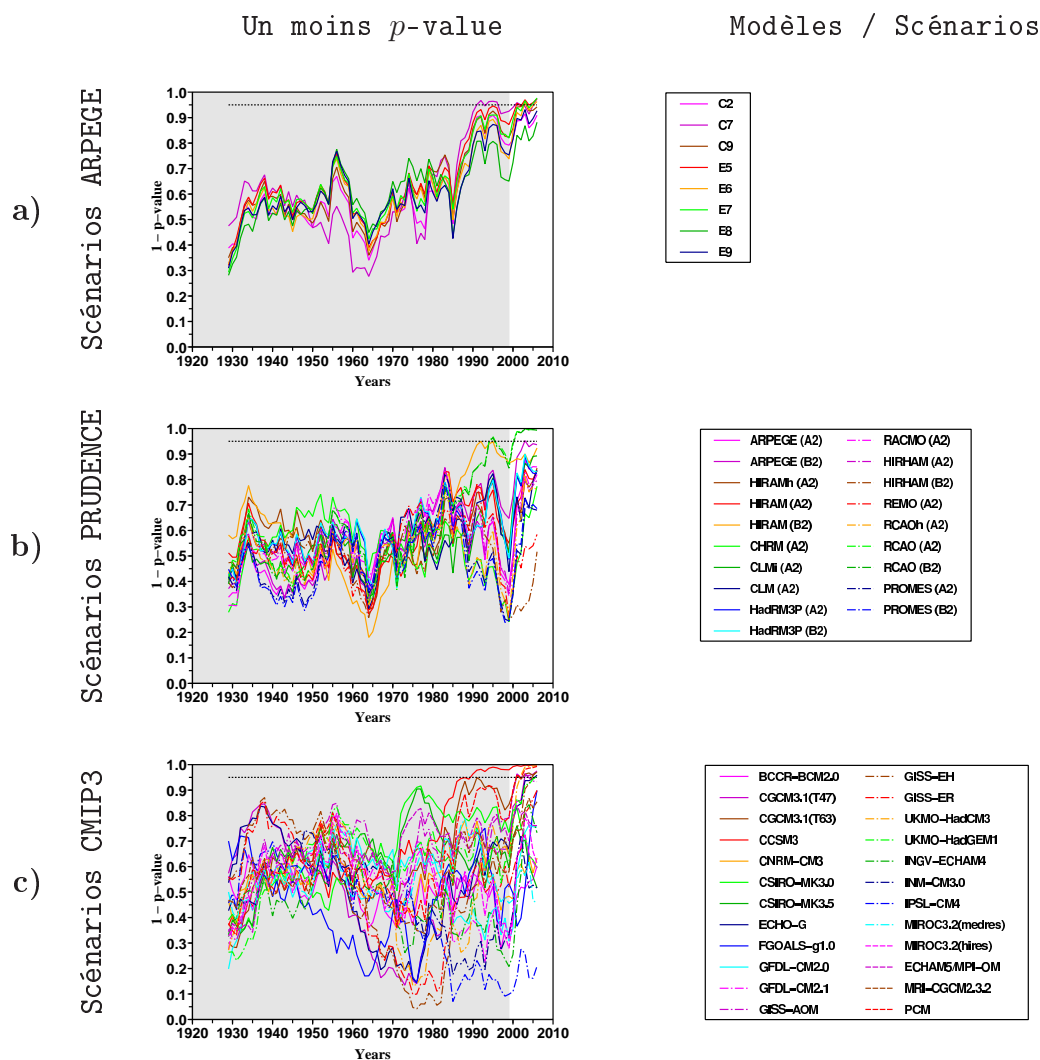 Un moins p-value
Modèles / Scénarios
a)
Scénarios ARPEGE
1 – p-value
1.0
0.9
0.8
0.7
0.6
0.5
0.4
0.3
0.2
0.1
0.0
1920 1930 1940 1950 1960 1970 1980 1990 2000 2010
Years
C2
C7
C9
E5
E6
E7
E8
E9
b)
Scénarios PRUDENCE
1 – p-value
1.0
0.9
0.8
0.7
0.6
0.5
0.4
0.3
0.2
0.1
0.0
1920 1930 1940 1950 1960 1970 1980 1990 2000 2010
Years
ARPEGE (A2)
ARPEGE (B2)
HIRAMh (A2)
HIRAM (A2)
HIRAM (B2)
CHRM (A2)
CLMi (A2)
CLM (A2)
HadRM3P (A2)
HadRM3P (B2)
RACMO (A2)
HIRHAM (A2)
HIRHAM (B2)
REMO (A2)
RCAOh (A2)
RCAO (A2)
RCAO (B2)
PROMES (A2)
PROMES (B2)
c)
Scénarios CMIP3
1 – p-value
1.0
0.9
0.8
0.7
0.6
0.5
0.4
0.3
0.2
0.1
0.0
1920 1930 1940 1950 1960 1970 1980 1990 2000 2010
Years
BCCR–BCM2.0
CGCM3.1(T47)
CGCM3.1(T63)
CCSM3
CNRM–CM3
CSIRO–MK3.0
CSIRO–MK3.5
ECHO–G
FGOALS–g1.0
GFDL–CM2.0
GFDL–CM2.1
GISS–AOM
GISS–EH
GISS–ER
UKMO–HadCM3
UKMO–HadGEM1
INGV–ECHAM4
INM–CM3.0
IPSL–CM4
MIROC3.2(medres)
MIROC3.2(hires)
ECHAM5/MPI–OM
MRI–CGCM2.3.2
PCM